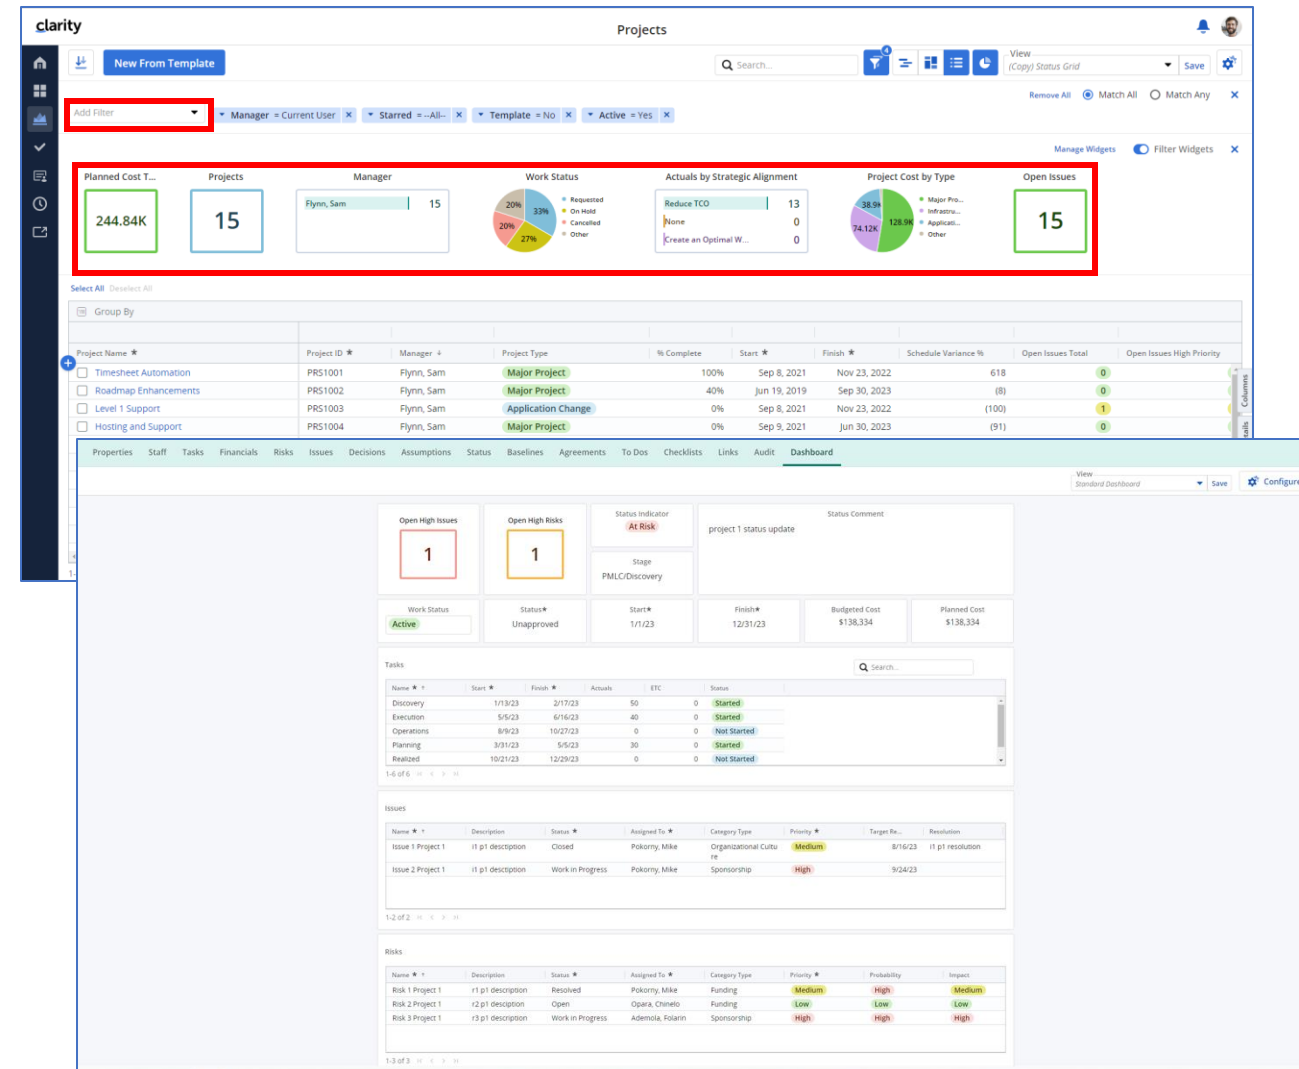 clarity
Projects
New From Template
Search...
4
View
(Copy) Status Grid
Save
Remove All Match All Match Any
Add Filter
Manager = Current User × Starred = --All-- × Template = No × Active = Yes ×
Manage Widgets Filter Widgets
Planned Cost T... Projects Manager Work Status Actuals by Strategic Alignment Project Cost by Type Open Issues
244.84K
15
Flynn, Sam 15
20% 33% 20% 27%
Requested
On Hold
Cancelled
Other
Reduce TCO 13
None 0
Create an Optimal W... 0
38.9K 128.9K 74.12K
Major Pro...
Infrastru...
Applicati...
Other
15
Select All Deselect All
Group By
Project Name ★ Project ID ★ Manager ↓ Project Type % Complete Start ★ Finish ★ Schedule Variance % Open Issues Total Open Issues High Priority
Timesheet Automation PRS1001 Flynn, Sam Major Project 100% Sep 8, 2021 Nov 23, 2022 618 0
Roadmap Enhancements PRS1002 Flynn, Sam Major Project 40% Jun 19, 2019 Sep 30, 2023 (8) 0
Level 1 Support PRS1003 Flynn, Sam Application Change 0% Sep 8, 2021 Nov 23, 2022 (100) 1
Hosting and Support PRS1004 Flynn, Sam Major Project 0% Sep 9, 2021 Jun 30, 2023 (91) 0
Columns
tails
1-
Properties Staff Tasks Financials Risks Issues Decisions Assumptions Status Baselines Agreements To Dos Checklists Links Audit Dashboard
View
Standard Dashboard
Save
Configure
Open High Issues
1
Open High Risks
1
Status Indicator
At Risk
Stage
PMLC/Discovery
Status Comment
project 1 status update
Work Status Status★ Start★ Finish★ Budgeted Cost Planned Cost
Active Unapproved 1/1/23 12/31/23 $138,334 $138,334
Tasks
Search...
Name ★ ↑ Start ★ Finish ★ Actuals ETC Status
Discovery 1/13/23 2/17/23 50 0 Started
Execution 5/5/23 6/16/23 40 0 Started
Operations 8/9/23 10/27/23 0 0 Not Started
Planning 3/31/23 5/5/23 30 0 Started
Realized 10/21/23 12/29/23 0 0 Not Started
1-6 of 6
Issues
Name ★ ↑ Description Status ★ Assigned To ★ Category Type Priority ★ Target Re... Resolution
Issue 1 Project 1 i1 p1 desctiption Closed Pokorny, Mike Organizational Cultu Medium 8/16/23 i1 p1 resolution
re
Issue 2 Project 1 i1 p1 desctiption Work in Progress Pokorny, Mike Sponsorship High 9/24/23
1-2 of 2
Risks
Name ★ ↑ Description Status ★ Assigned To ★ Category Type Priority ★ Probability Impact
Risk 1 Project 1 r1 p1 description Resolved Pokorny, Mike Funding Medium High Medium
Risk 2 Project 1 r2 p1 desciption Open Opara, Chinelo Funding Low Low Low
Risk 3 Project 1 r3 p1 description Work in Progress Ademola, Folarin Sponsorship High High High
1-3 of 3